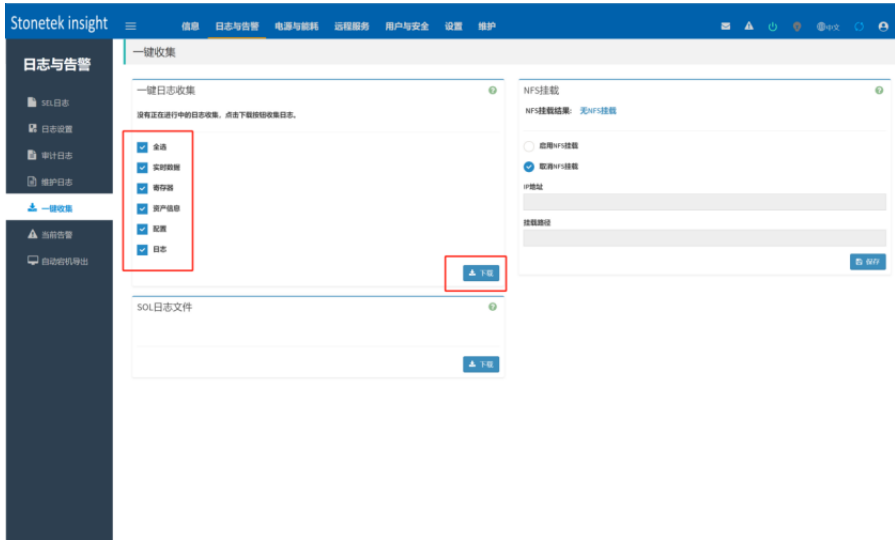 Stonetek insight
信息 日志与告警 电源与能耗 远程服务 用户与安全 设置 维护
中文
日志与告警
SEL日志
日志设置
审计日志
维护日志
一键收集
当前告警
自动宕机导出
一键收集
一键日志收集
没有正在进行中的日志收集，点击下载按钮收集日志。
全选
实时数据
寄存器
资产信息
配置
日志
下载
SOL日志文件
下载
NFS挂载
NFS挂载结果: 无NFS挂载
启用NFS挂载
取消NFS挂载
IP地址
挂载路径
保存